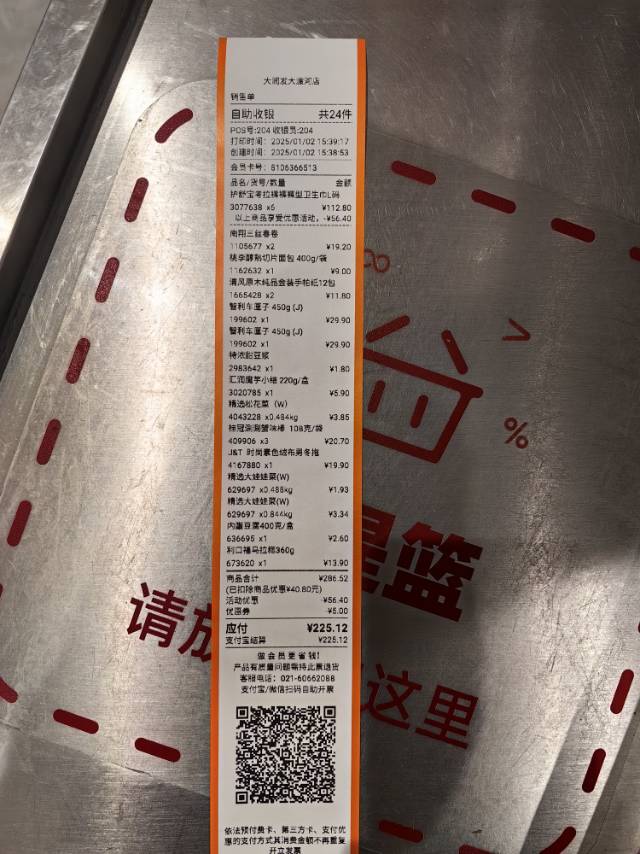 大润发大漕河店
销售单
自助收银 共24件
POS号:204 收银员:204
打印时间: 2025/01/02 15:39:17
创建时间: 2025/01/02 15:38:53
会员卡号: 8106366513
品名/货号/数量 金额
护舒宝考拉裤裤型卫生巾L码
3077638 x6 ¥112.80
以上商品享受优惠活动, -¥56.40
南翔三丝春卷
1105677 x2 ¥19.20
桃李醇熟切片面包 400g/袋
1162632 x1 ¥9.00
清风原木纯品金装手帕纸12包
1665428 x2 ¥11.80
智利车厘子 450g (J)
199602 x1 ¥29.90
智利车厘子 450g (J)
199602 x1 ¥29.90
特浓甜豆浆
2983642 x1 ¥1.80
汇润魔芋小结 220g/盒
3020785 x1 ¥5.90
精选松花菜 (W)
4043228 x0.484kg ¥3.85
桂冠涮涮蟹味棒 108克/袋
409906 x3 ¥20.70
J&T 时尚素色绒布男冬拖
4167880 x1 ¥19.90
精选大娃娃菜(W)
629697 x0.488kg ¥1.93
精选大娃娃菜(W)
629697 x0.844kg ¥3.34
内酯豆腐400克/盒
636695 x1 ¥2.60
利口福马拉糕360g
673620 x1 ¥13.90
商品合计 ¥286.52
(已扣除商品优惠¥40.80元)
活动优惠 -¥56.40
优惠券 -¥5.00
应付 ¥225.12
支付宝结算 ¥225.12
做会员更省钱!
产品有质量问题需持此票退货
客服电话: 021-60662088
支付宝/微信扫码自助开票
依法预付费卡、第三方卡、支付优
惠的支付方式其消费金额不再重复
开立发票
%
篮
请放 这里